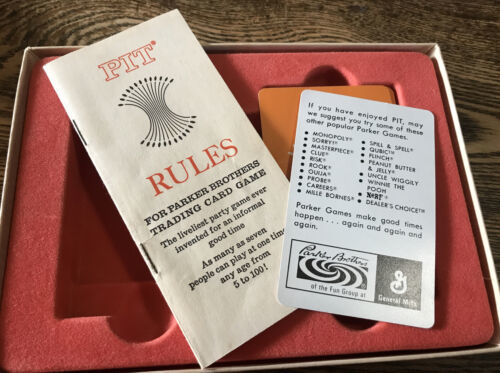 PIT®
RULES
FOR PARKER BROTHERS
TRADING CARD GAME
The liveliest party game ever
invented for an informal
good time
As many as seven
people can play at one time
any age from
5 to 100!
If you have enjoyed PIT, may
we suggest you try some of these
other popular Parker Games.
• MONOPOLY®
• SORRY®
• MASTERPIECE®
• CLUE®
• RISK®
• ROOK®
• OUIJA®
• PROBE®
• CAREERS®
• MILLE BORNES®
• SPILL & SPELL®
• QUBIC™
• FLINCH®
• PEANUT BUTTER
& JELLY®
• UNCLE WIGGILY
• WINNIE THE
POOH
• NERF®
• DEALER'S CHOICE™
Parker Games make good times
happen . . . again and again and
again.
Parker Brothers
of the Fun Group at
G
General Mills